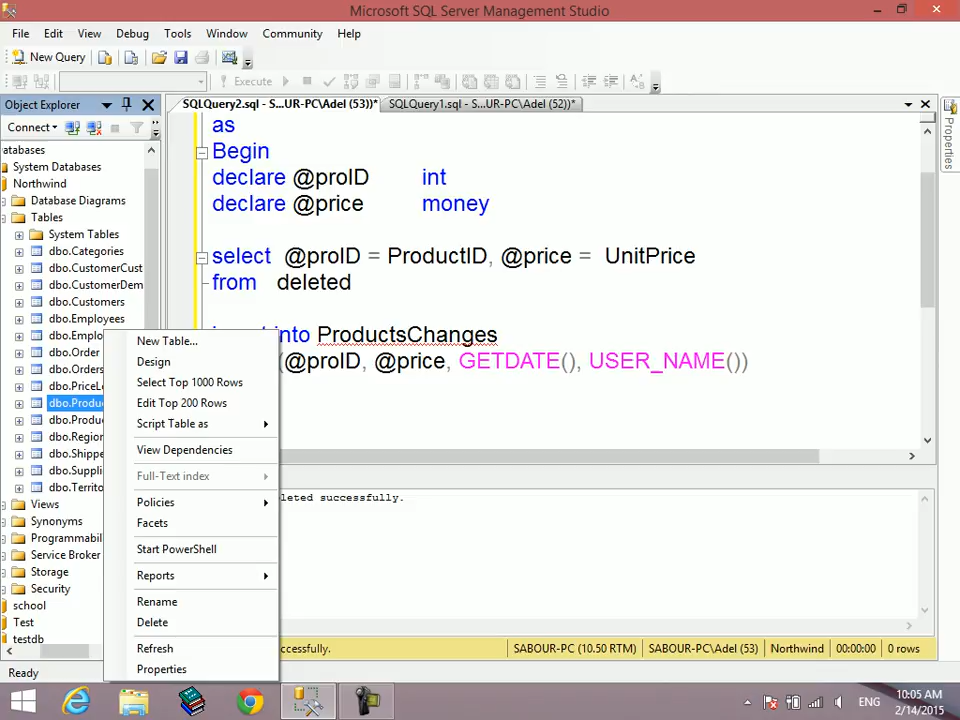 Microsoft SQL Server Management Studio
File Edit View Debug Tools Window Community Help
New Query
Execute
Object Explorer
SQLQuery2.sql - S...UR-PC\Adel (53))*
SQLQuery1.sql - S...UR-PC\Adel (52))*
Connect
Properties
atabases
System Databases
Northwind
Database Diagrams
Tables
System Tables
dbo.Categories
dbo.CustomerCust
dbo.CustomerDem
dbo.Customers
dbo.Employees
dbo.Emplo
dbo.Order
dbo.Orders
dbo.PriceL
dbo.Produ
dbo.Produ
dbo.Region
dbo.Shippe
dbo.Suppli
dbo.Territo
Views
Synonyms
Programmabil
Service Broker
Storage
Security
school
Test
testdb
as
Begin
declare @proID int
declare @price money
select @proID = ProductID, @price = UnitPrice
from deleted
into ProductsChanges
(@proID, @price, GETDATE(), USER_NAME())
New Table...
Design
Select Top 1000 Rows
Edit Top 200 Rows
Script Table as
View Dependencies
Full-Text index
Policies
Facets
Start PowerShell
Reports
Rename
Delete
Refresh
Properties
leted successfully.
ccessfully.
SABOUR-PC (10.50 RTM)
SABOUR-PC\Adel (53)
Northwind
00:00:00
0 rows
Ready
ENG
10:05 AM
2/14/2015